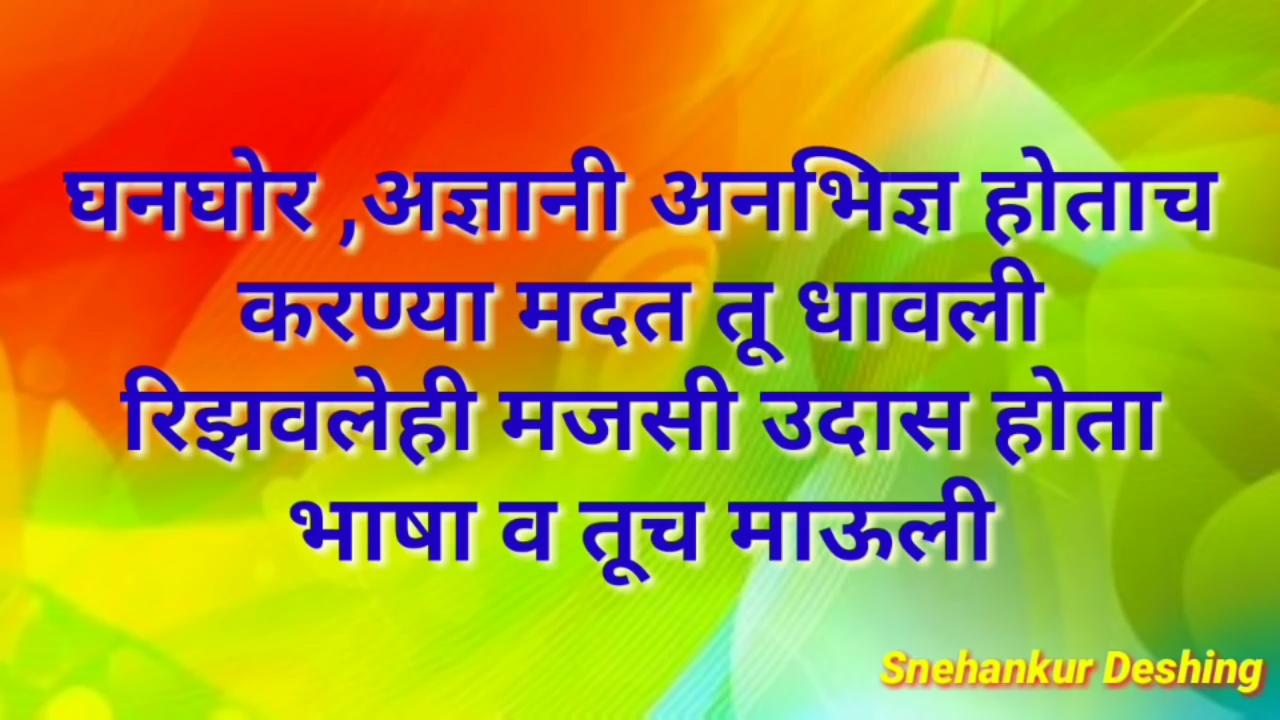 घनघोर ,अज्ञानी अनभिज्ञ होताच
करण्या मदत तू धावली
रिझवलेही मजसी उदास होता
भाषा व तूच माऊली
Snehankur Deshing